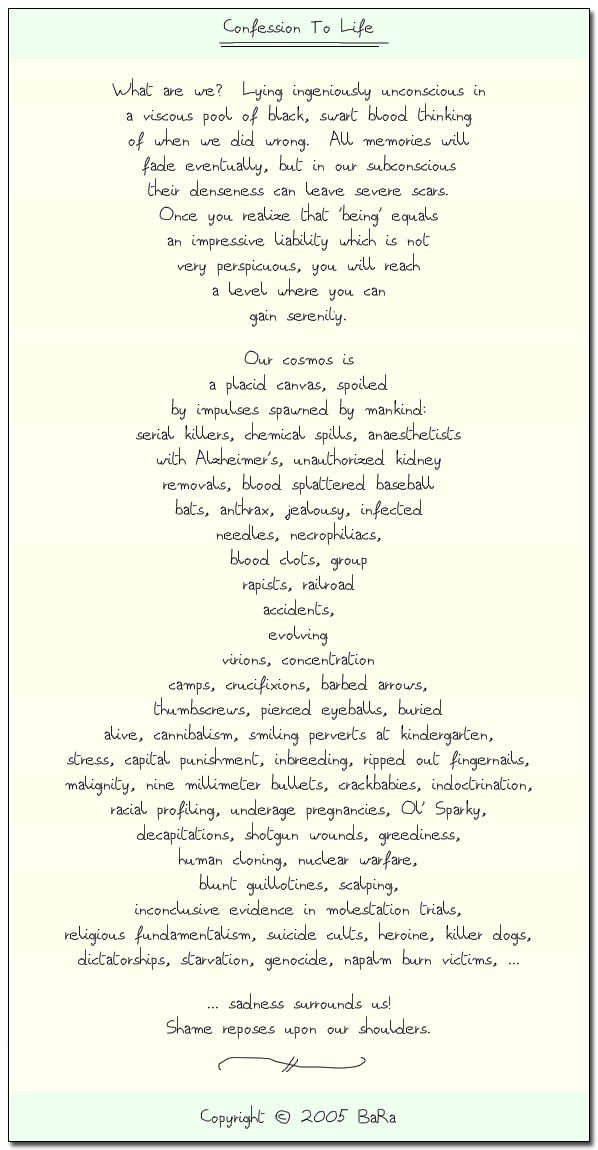 Confession To Life
What are we? Lying ingeniously unconscious in
a viscous pool of black, swart blood thinking
of when we did wrong. All memories will
fade eventually, but in our subconscious
their denseness can leave severe scars.
Once you realize that 'being' equals
an impressive liability which is not
very perspicuous, you will reach
a level where you can
gain serenity.
Our cosmos is
a placid canvas, spoiled
by impulses spawned by mankind:
serial killers, chemical spills, anaesthetists
with Alzheimer's, unauthorized kidney
removals, blood splattered baseball
bats, anthrax, jealousy, infected
needles, necrophiliacs,
blood clots, group
rapists, railroad
accidents,
evolving
virions, concentration
camps, crucifixions, barbed arrows,
thumbscrews, pierced eyeballs, buried
alive, cannibalism, smiling perverts at kindergarten,
stress, capital punishment, inbreeding, ripped out fingernails,
malignity, nine millimeter bullets, crackbabies, indoctrination,
racial profiling, underage pregnancies, Ol' Sparky,
decapitations, shotgun wounds, greediness,
human cloning, nuclear warfare,
blunt guillotines, scalping,
inconclusive evidence in molestation trials,
religious fundamentalism, suicide cults, heroine, killer dogs,
dictatorships, starvation, genocide, napalm burn victims, ...
... sadness surrounds us!
Shame reposes upon our shoulders.
Copyright © 2005 BaRa